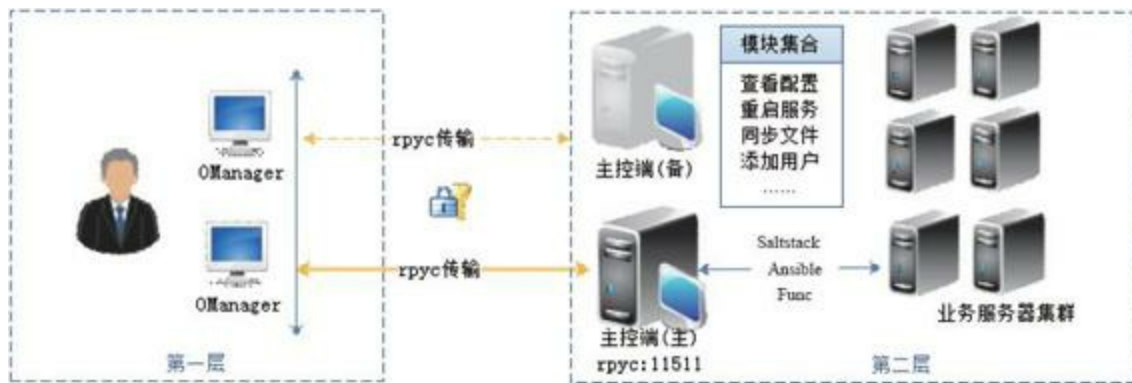 OManager
OManager
第一层
rpyc传输
rpyc传输
主控端(备)
模块集合
查看配置
重启服务
同步文件
添加用户
......
主控端(主)
rpyc:11511
Saltstack
Ansible
Func
业务服务器集群
第二层